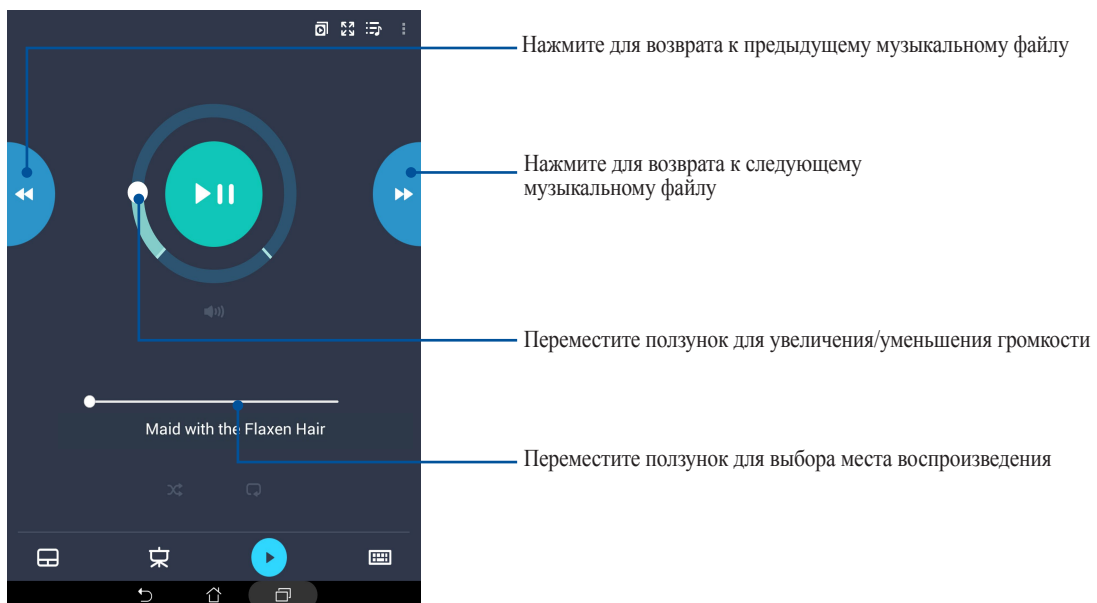 Нажмите для возврата к предыдущему музыкальному файлу
Нажмите для возврата к следующему
музыкальному файлу
Переместите ползунок для увеличения/уменьшения громкости
Maid with the Flaxen Hair
Переместите ползунок для выбора места воспроизведения